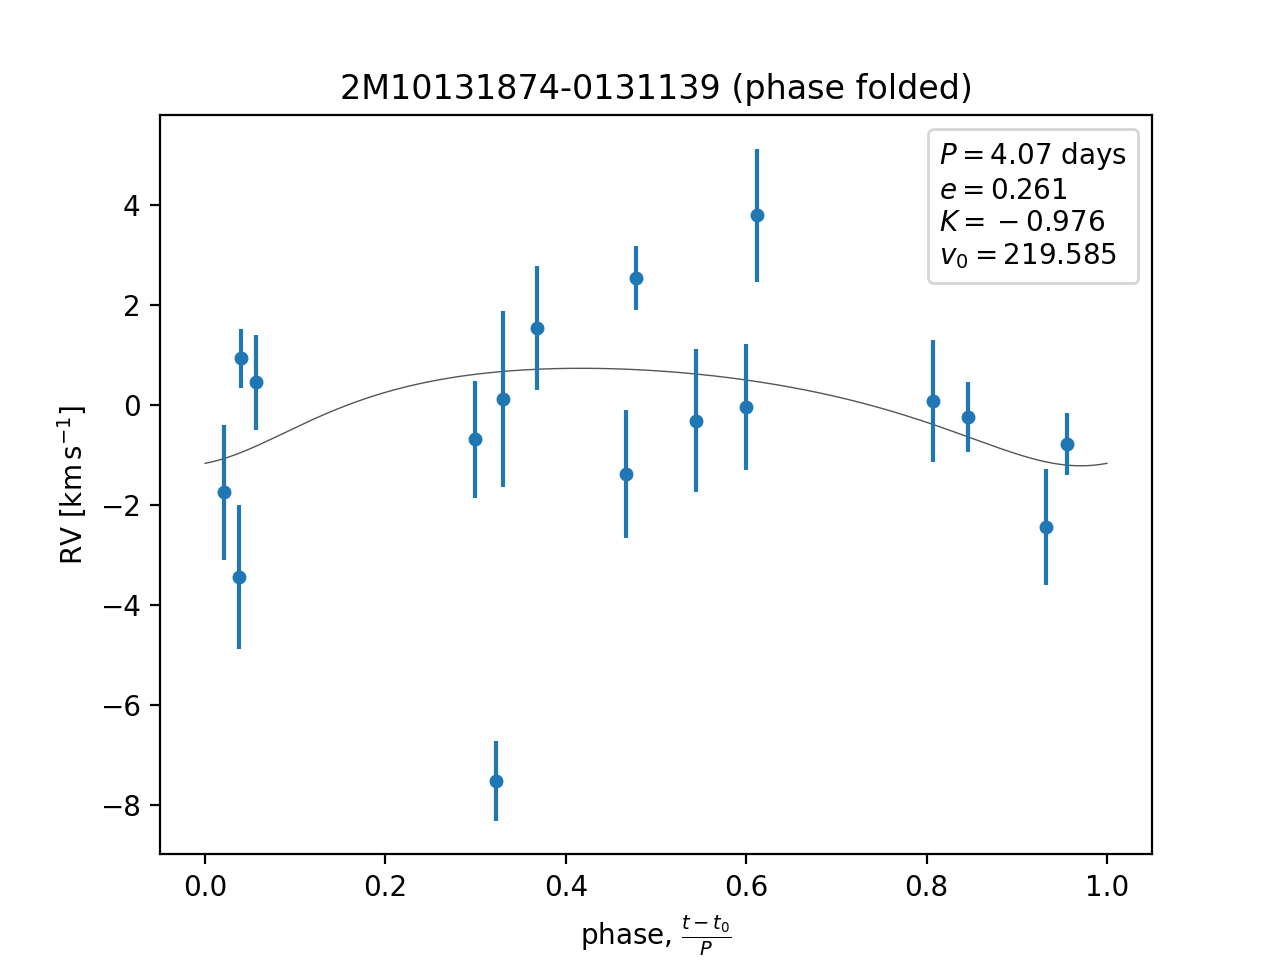 2M10131874-0131139 (phase folded)
P = 4.07 days
e = 0.261
K = −0.976
v₀ = 219.585
4
2
0
−2
−4
−6
−8
RV [km s⁻¹]
0.0 0.2 0.4 0.6 0.8 1.0
phase, (t − t₀)/P